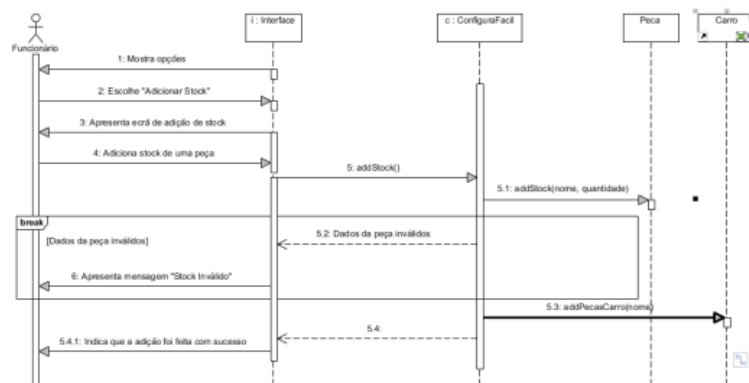 i : Interface
c : ConfiguraFacil
Peca
Carro
Funcionário
1: Mostra opções
2: Escolhe "Adicionar Stock"
3: Apresenta ecrã de adição de stock
4: Adiciona stock de uma peça
5: addStock()
5.1: addStock(nome, quantidade)
break
[Dados da peça inválidos]
5.2: Dados da peça inválidos
6: Apresenta mensagem "Stock Inválido"
5.3: addPecasCarro(nome)
5.4:
5.4.1: Indica que a adição foi feita com sucesso